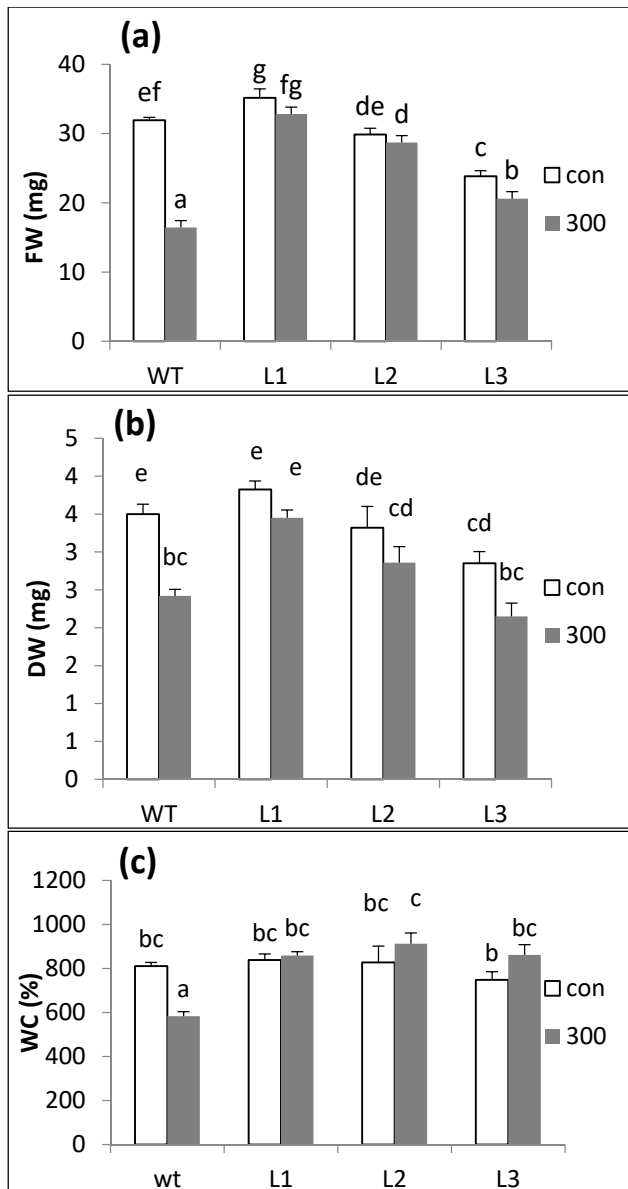 (a)
40
30
20
10
0
FW (mg)
ef
a
g
fg
de
d
c
b
con
300
WT L1 L2 L3
(b)
5
4
4
3
3
2
2
1
1
0
DW (mg)
e
bc
e
e
de
cd
cd
bc
con
300
WT L1 L2 L3
(c)
1200
1000
800
600
400
200
0
WC (%)
bc
a
bc
bc
bc
c
b
bc
con
300
wt L1 L2 L3